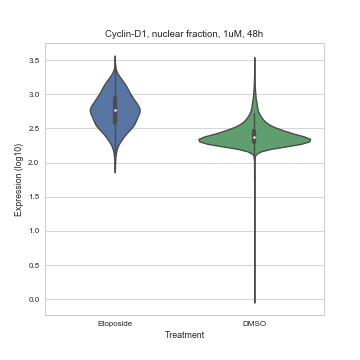 Cyclin-D1, nuclear fraction, 1uM, 48h
3.5
3.0
2.5
2.0
1.5
1.0
0.5
0.0
Expression (log10)
Etoposide DMSO
Treatment